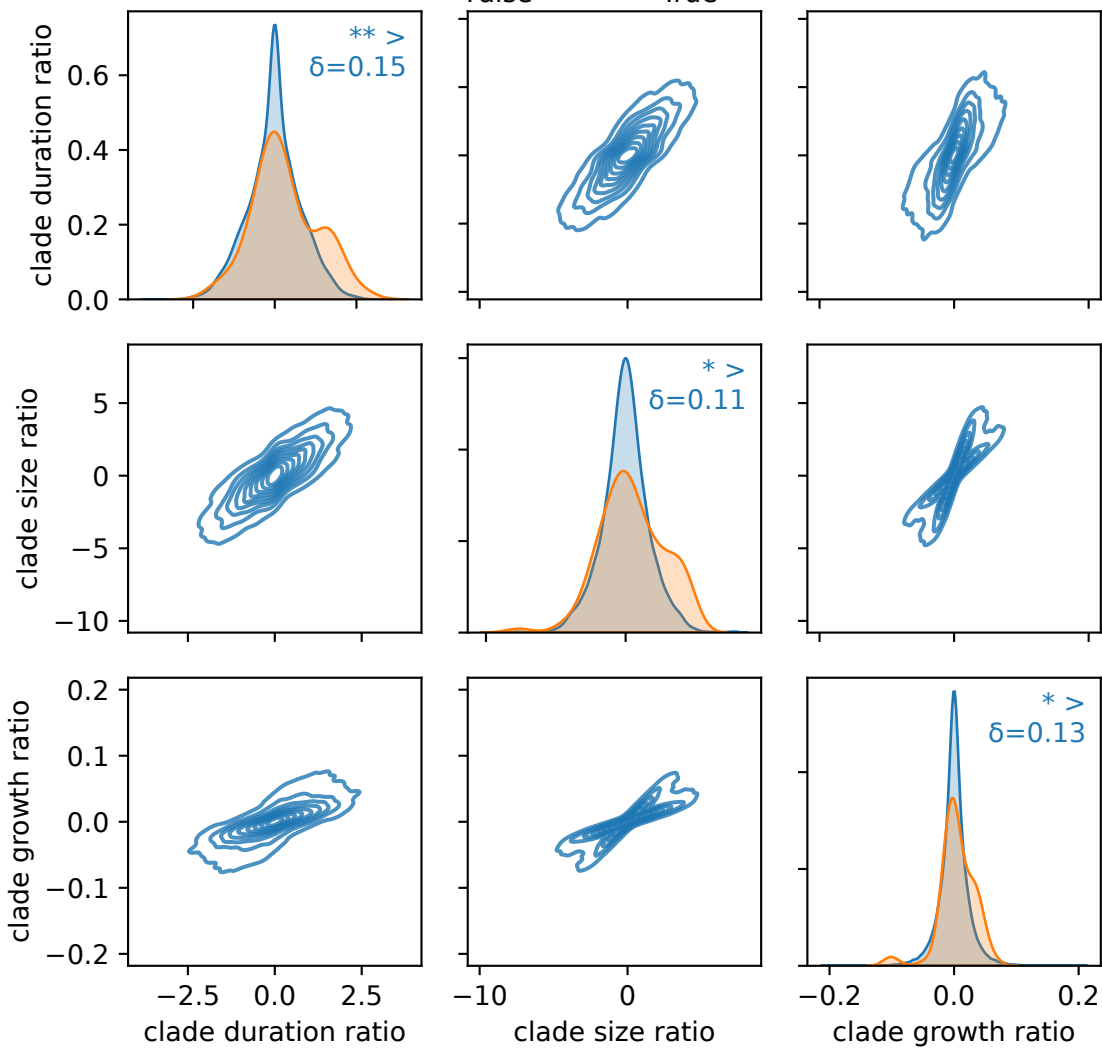 False True
clade duration ratio
0.6
0.4
0.2
0.0
** >
δ=0.15
clade size ratio
5
0
−5
−10
* >
δ=0.11
clade growth ratio
0.2
0.1
0.0
−0.1
−0.2
* >
δ=0.13
−2.5 0.0 2.5
−10 0
−0.2 0.0 0.2
clade duration ratio
clade size ratio
clade growth ratio